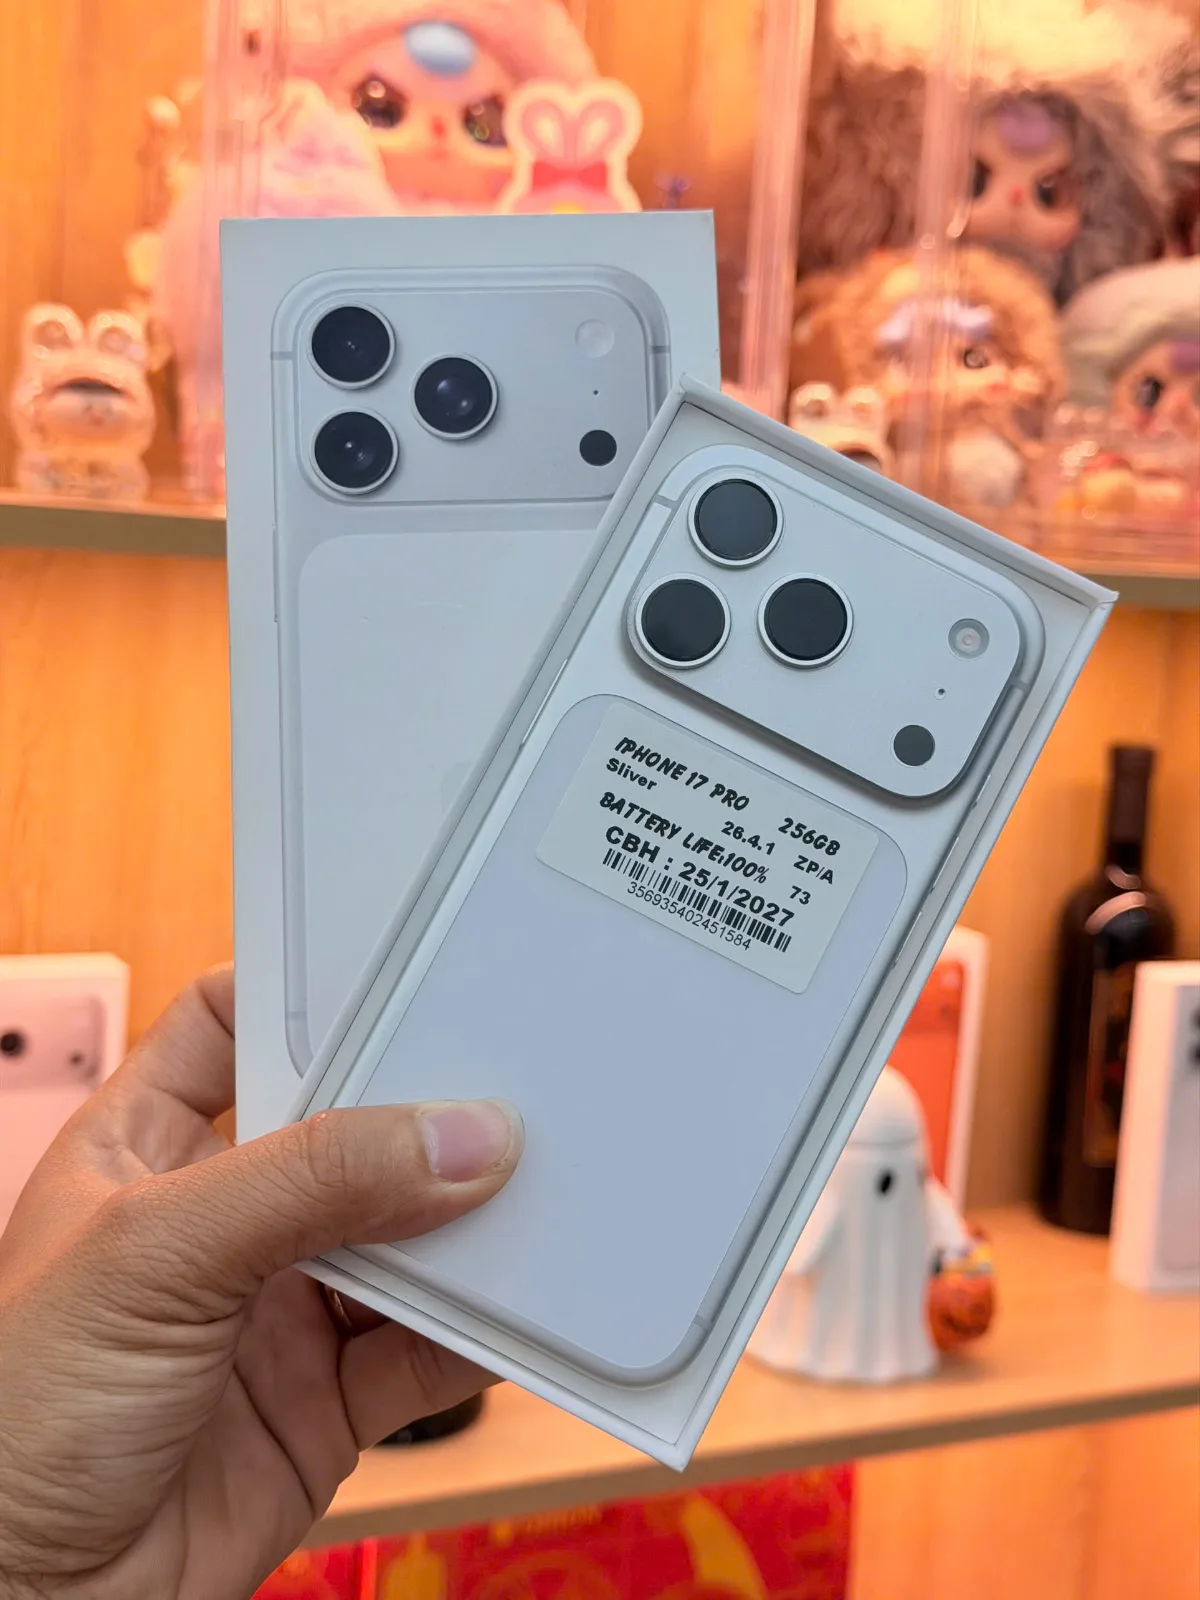 IPHONE 17 PRO 256GB
Sliver 26.4.1 ZP/A
BATTERY LIFE:100% 73
CBH : 25/1/2027
356935402451584